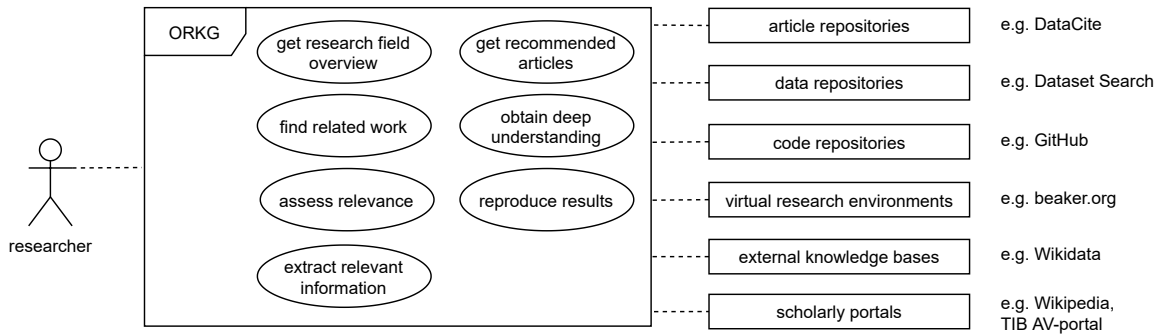 ORKG
get research field
overview
get recommended
articles
find related work
obtain deep
understanding
assess relevance
reproduce results
extract relevant
information
researcher
article repositories
e.g. DataCite
data repositories
e.g. Dataset Search
code repositories
e.g. GitHub
virtual research environments
e.g. beaker.org
external knowledge bases
e.g. Wikidata
scholarly portals
e.g. Wikipedia,
TIB AV-portal